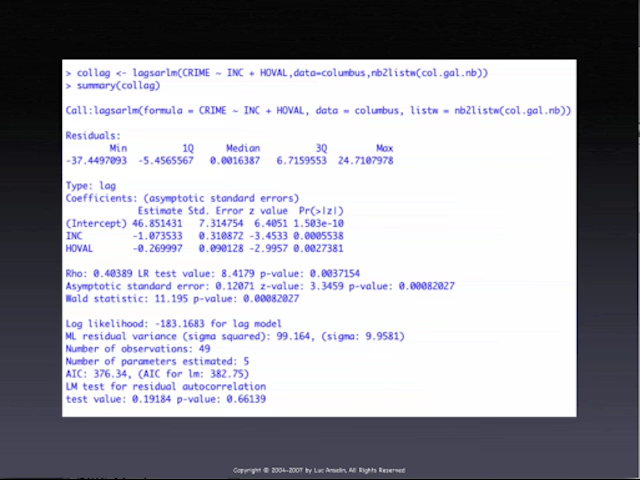 > collag <- lagsarlm(CRIME ~ INC + HOVAL,data=columbus,nb2listw(col.gal.nb))
> summary(collag)
Call:lagsarlm(formula = CRIME ~ INC + HOVAL, data = columbus, listw = nb2listw(col.gal.nb))
Residuals:
Min 1Q Median 3Q Max
-37.4497093 -5.4565567 0.0016387 6.7159553 24.7107978
Type: lag
Coefficients: (asymptotic standard errors)
Estimate Std. Error z value Pr(>|z|)
(Intercept) 46.851431 7.314754 6.4051 1.503e-10
INC -1.073533 0.310872 -3.4533 0.0005538
HOVAL -0.269997 0.090128 -2.9957 0.0027381
Rho: 0.40389 LR test value: 8.4179 p-value: 0.0037154
Asymptotic standard error: 0.12071 z-value: 3.3459 p-value: 0.00082027
Wald statistic: 11.195 p-value: 0.00082027
Log likelihood: -183.1683 for lag model
ML residual variance (sigma squared): 99.164, (sigma: 9.9581)
Number of observations: 49
Number of parameters estimated: 5
AIC: 376.34, (AIC for lm: 382.75)
LM test for residual autocorrelation
test value: 0.19184 p-value: 0.66139
Copyright © 2004-2007 by Luc Anselin, All Rights Reserved